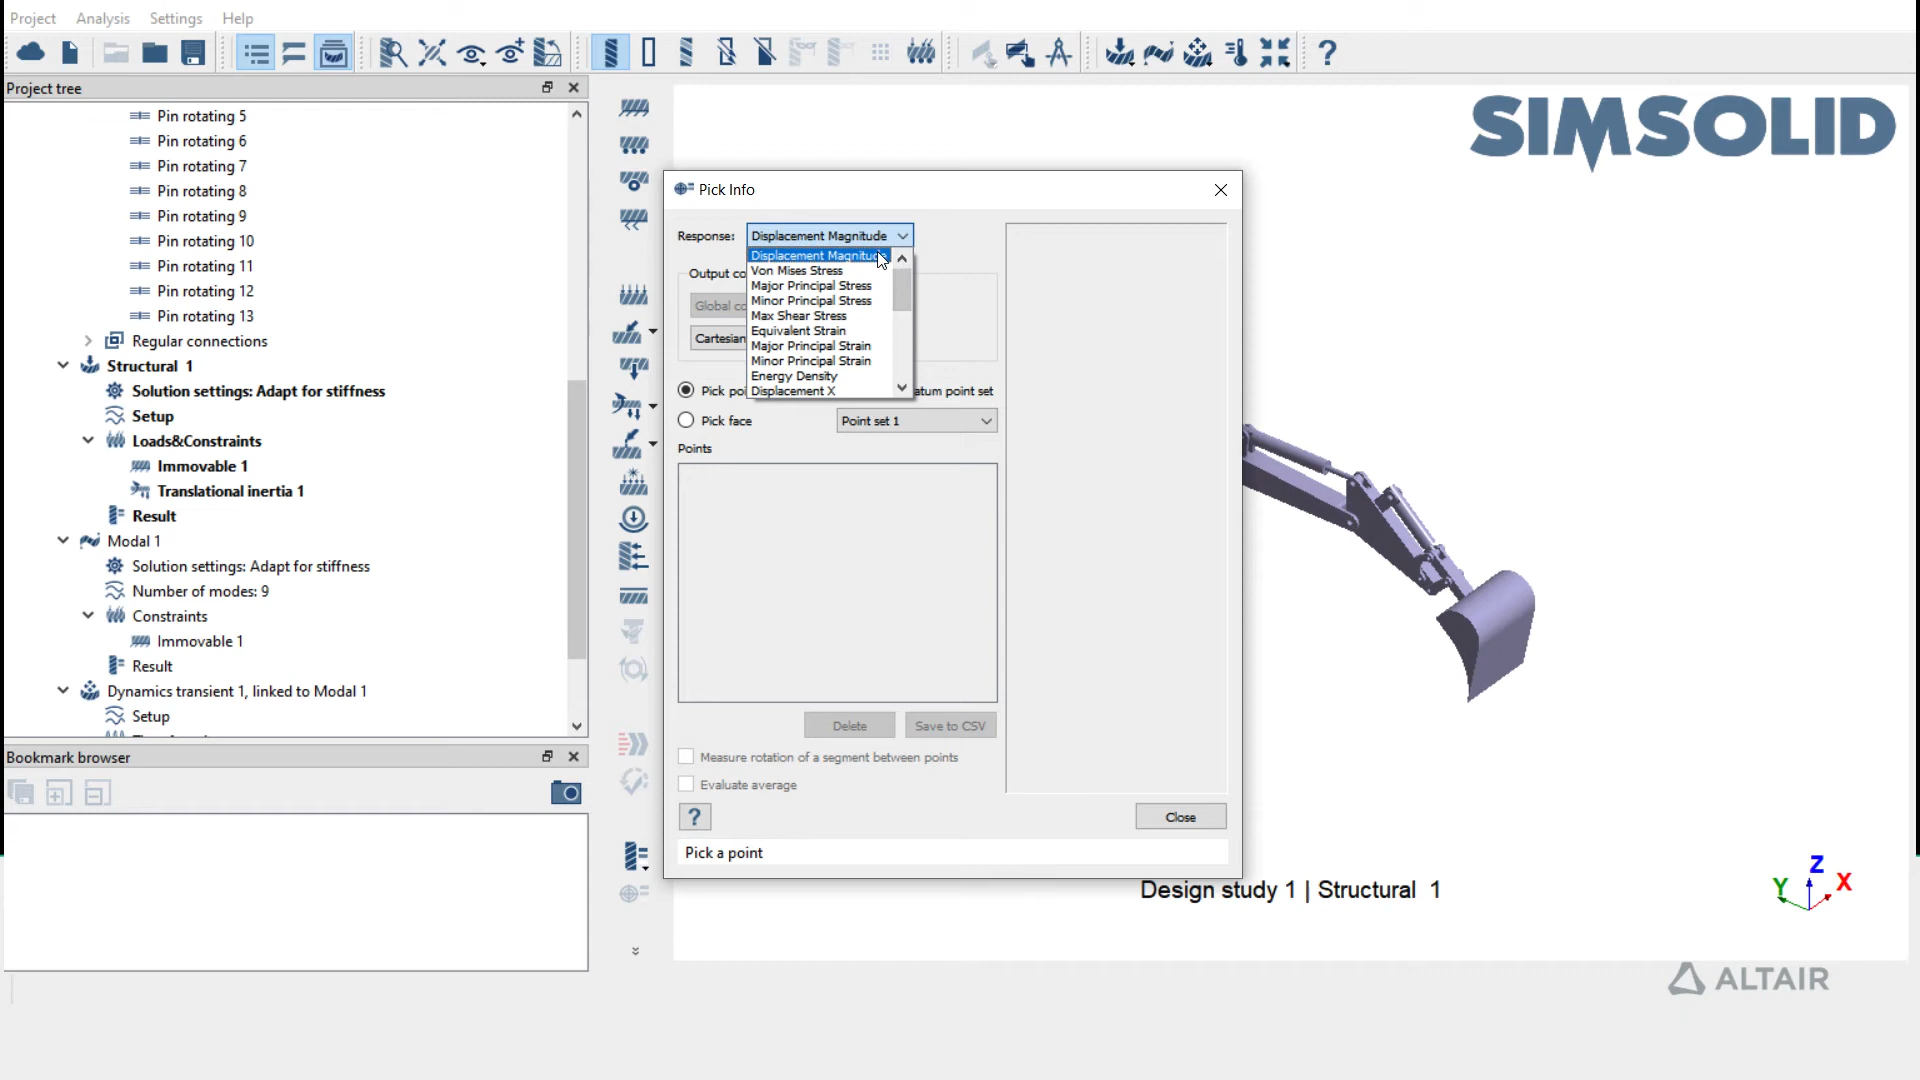 Project Analysis Settings Help
Project tree
Pin rotating 5
Pin rotating 6
Pin rotating 7
Pin rotating 8
Pin rotating 9
Pin rotating 10
Pin rotating 11
Pin rotating 12
Pin rotating 13
Regular connections
Structural 1
Solution settings: Adapt for stiffness
Setup
Loads&Constraints
Immovable 1
Translational inertia 1
Result
Modal 1
Solution settings: Adapt for stiffness
Number of modes: 9
Constraints
Immovable 1
Result
Dynamics transient 1, linked to Modal 1
Setup
Bookmark browser
SIMSOLID
Pick Info
Response: Displacement Magnitude
Displacement Magnitude
Von Mises Stress
Major Principal Stress
Minor Principal Stress
Max Shear Stress
Equivalent Strain
Major Principal Strain
Minor Principal Strain
Energy Density
Displacement X
Output co
Global co
Cartesian
Pick poi
atum point set
Pick face
Point set 1
Points
Delete
Save to CSV
Measure rotation of a segment between points
Evaluate average
?
Close
Pick a point
Design study 1 | Structural 1
Z
Y
X
ALTAIR